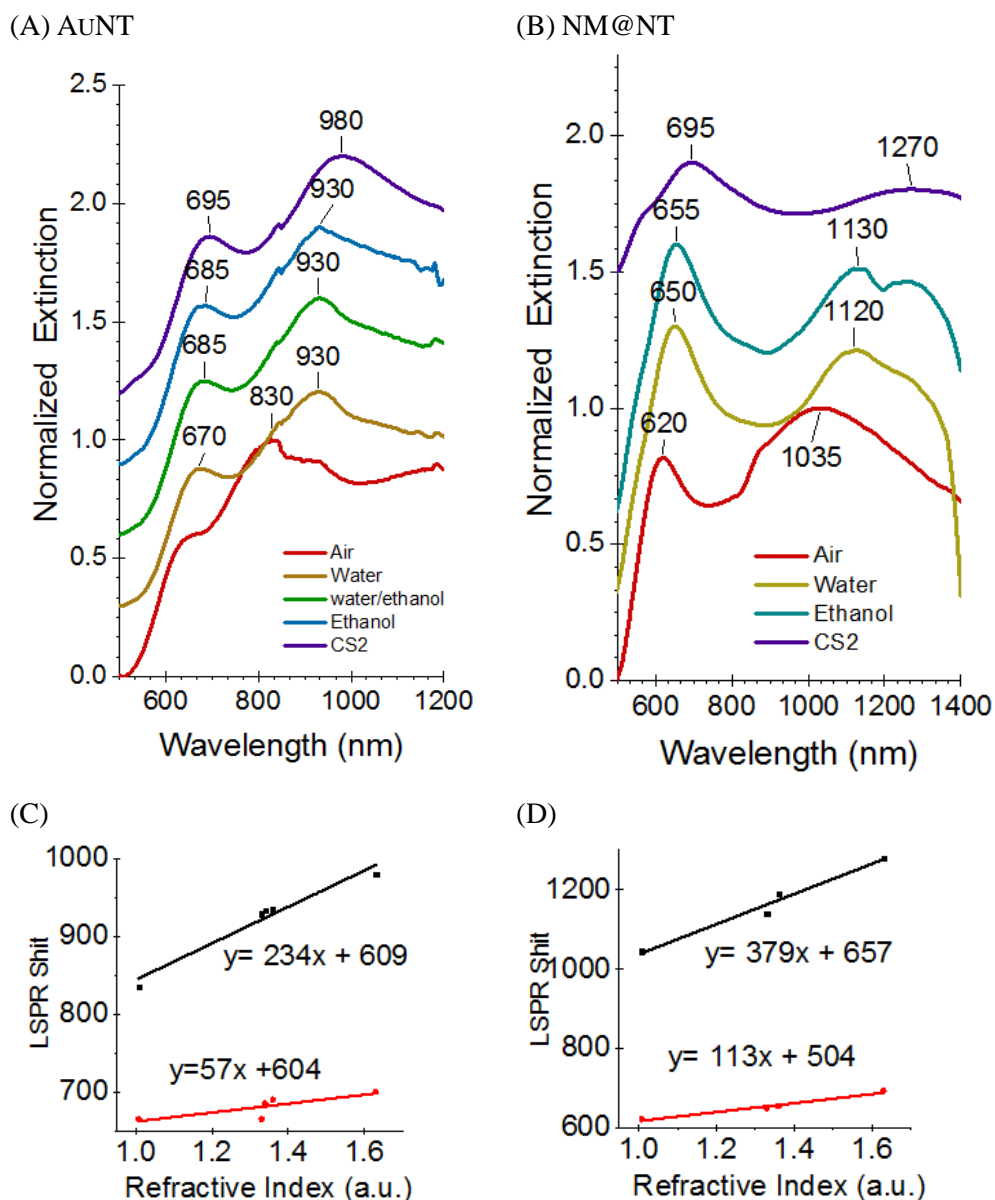 (A) AUNT
(B) NM@NT
2.5
2.0
1.5
1.0
0.5
0.0
Normalized Extinction
980
930
695
685
930
685
930
830
670
Air
Water
water/ethanol
Ethanol
CS2
600 800 1000 1200
Wavelength (nm)
2.0
1.5
1.0
0.5
0.0
Normalized Extinction
695
1270
655
1130
650
1120
620
1035
Air
Water
Ethanol
CS2
600 800 1000 1200 1400
Wavelength (nm)
(C)
(D)
1000
900
800
700
LSPR Shit
y= 234x + 609
y=57x +604
1.0 1.2 1.4 1.6
Refractive Index (a.u.)
1200
1000
800
600
LSPR Shit
y= 379x + 657
y= 113x + 504
1.0 1.2 1.4 1.6
Refractive Index (a.u.)